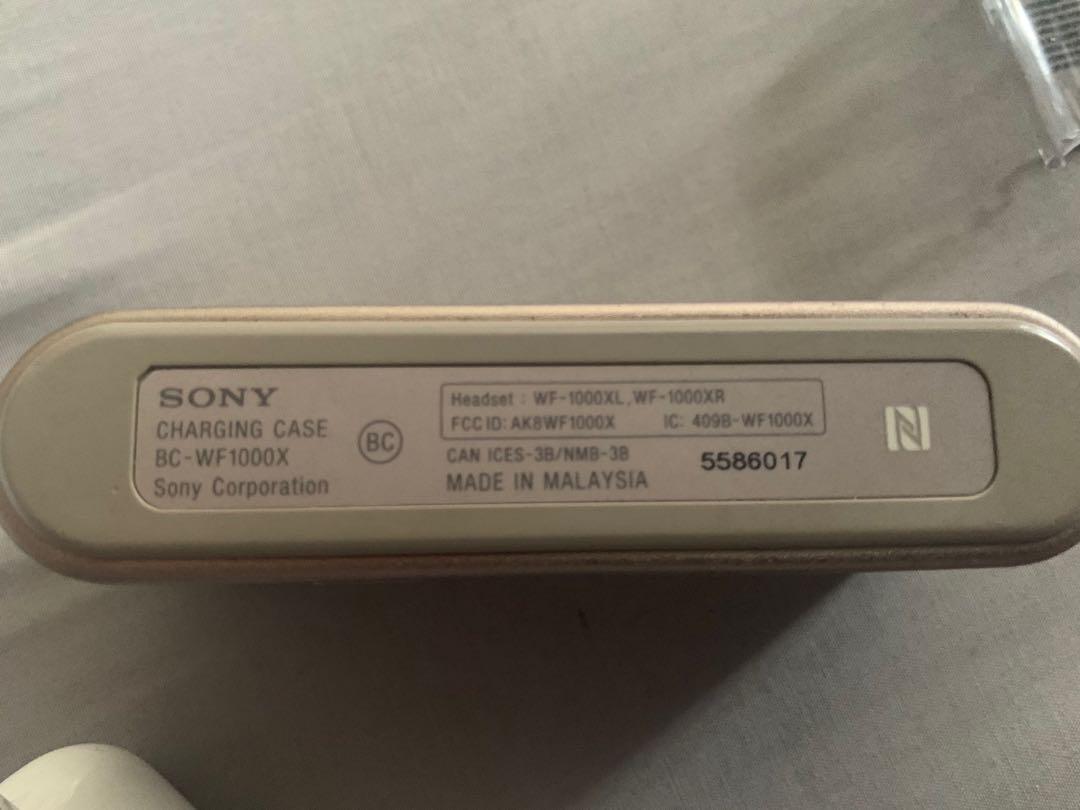 SONY
CHARGING CASE
BC-WF1000X
Sony Corporation
BC
Headset : WF-1000XL,WF-1000XR
FCC ID: AK8WF1000X IC: 409B-WF1000X
CAN ICES-3B/NMB-3B
MADE IN MALAYSIA
5586017